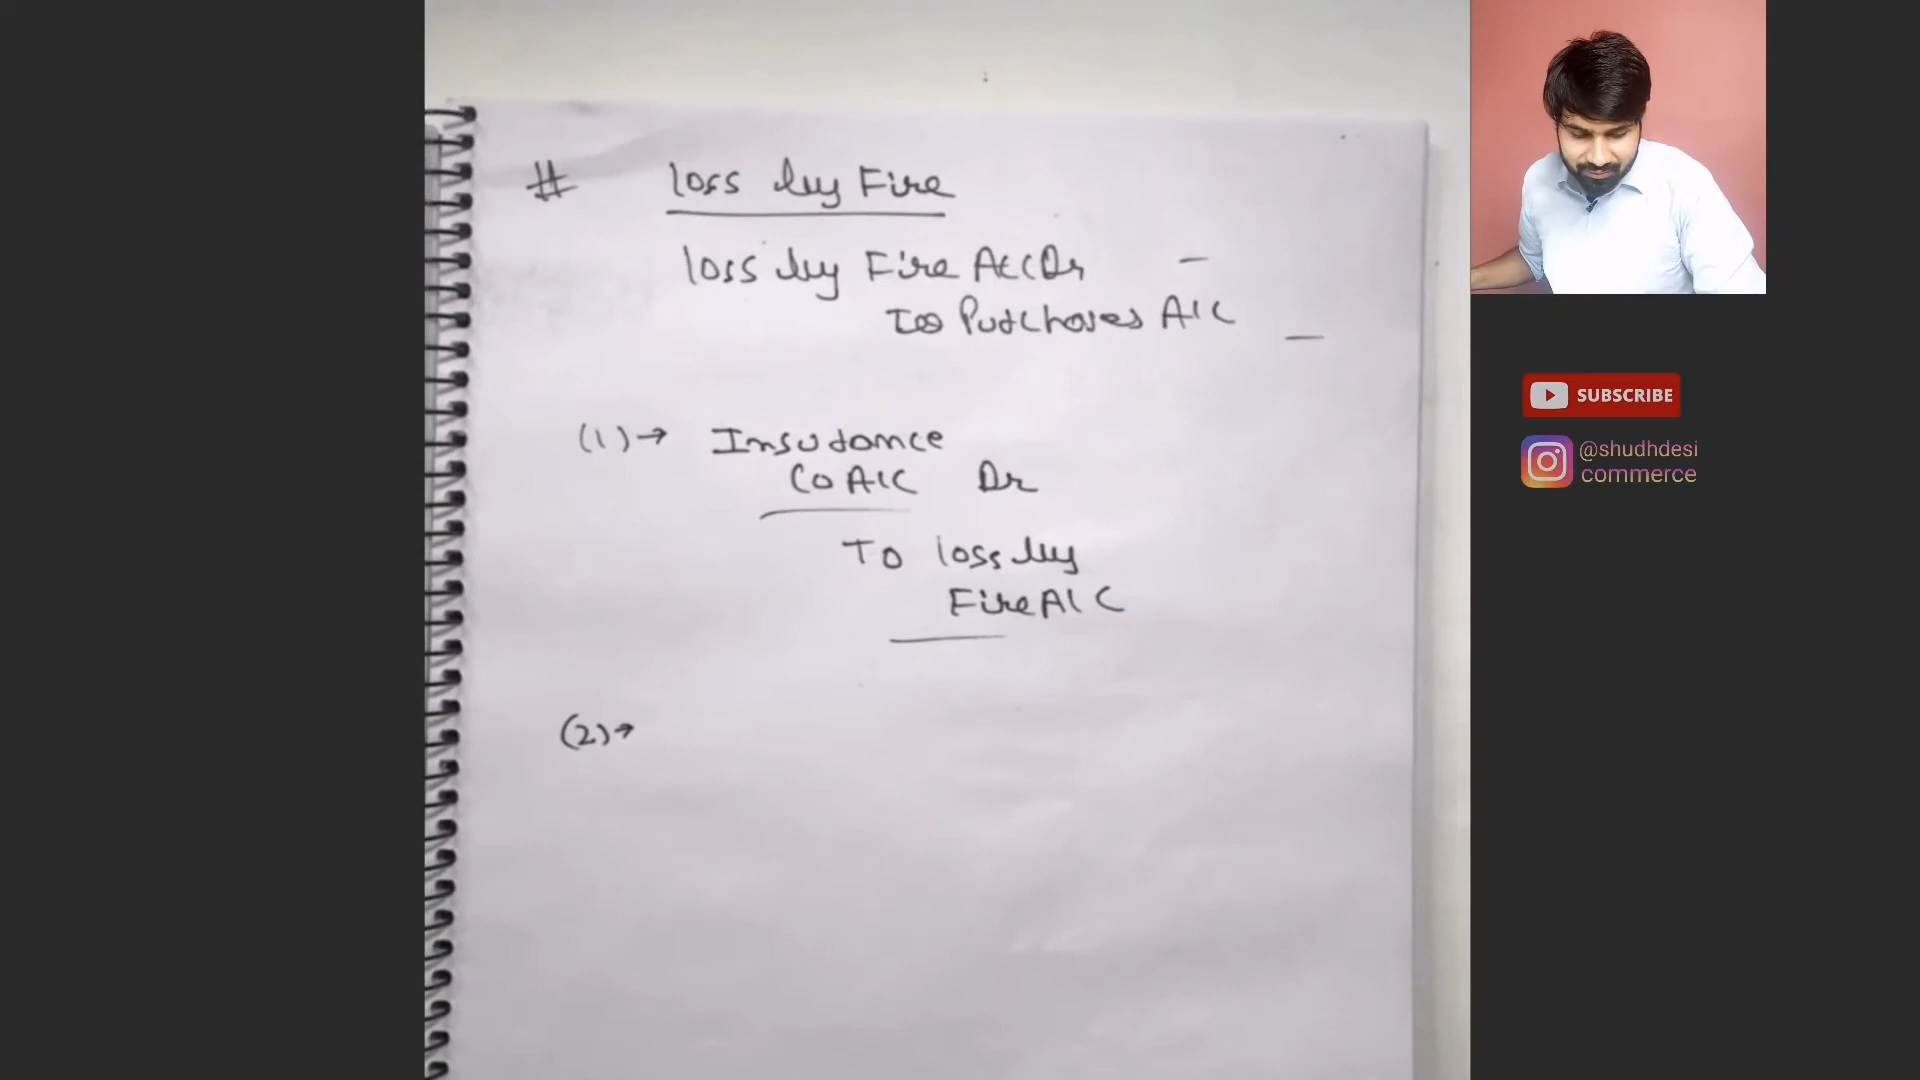 # Loss by Fire
Loss by Fire A/C Dr —
To Purchases A/C —
(1)→ Insurance
Co A/C Dr
To loss by
Fire A/C
(2)→
SUBSCRIBE
@shudhdesi
commerce